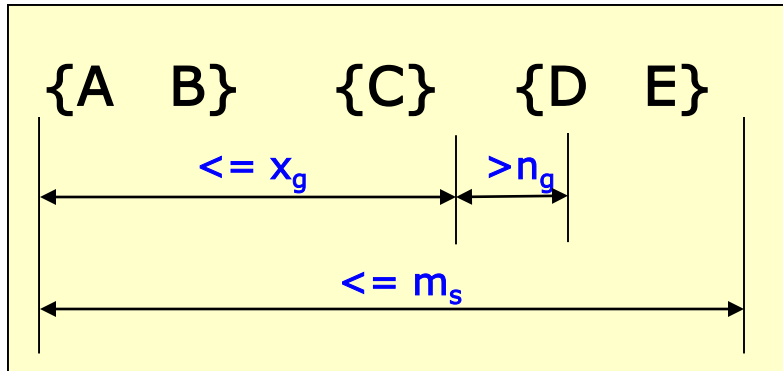 {A B} {C} {D E}
<= xg >ng
<= ms